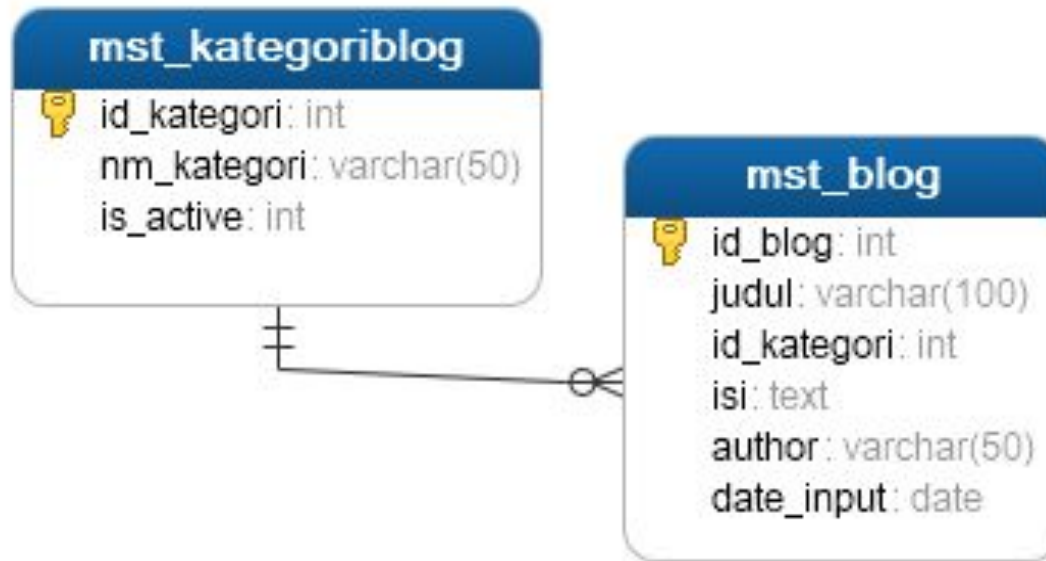 mst_kategoriblog
id_kategori: int
nm_kategori: varchar(50)
is_active: int
mst_blog
id_blog: int
judul: varchar(100)
id_kategori: int
isi: text
author: varchar(50)
date_input: date